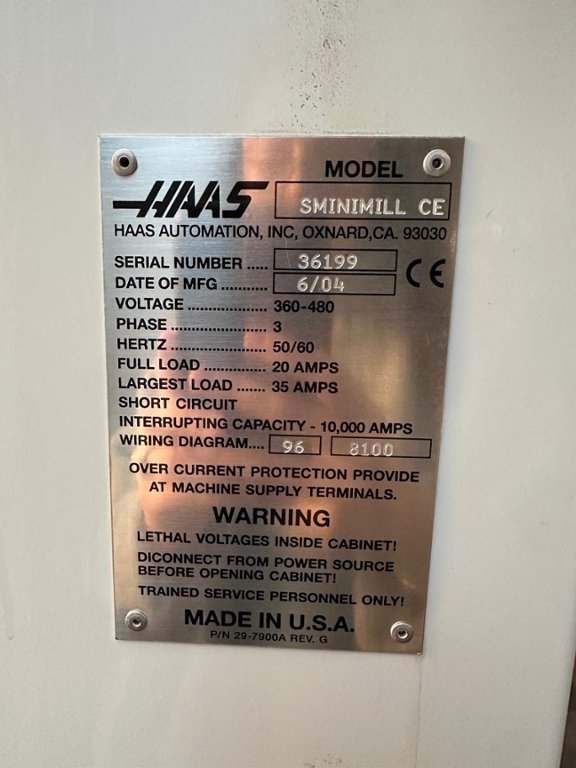 MODEL
HAAS SMINIMILL CE
HAAS AUTOMATION, INC, OXNARD,CA. 93030
SERIAL NUMBER ..... 36199
DATE OF MFG ........... 6/04
CE
VOLTAGE .................. 360-480
PHASE ....................... 3
HERTZ ....................... 50/60
FULL LOAD ............... 20 AMPS
LARGEST LOAD ....... 35 AMPS
SHORT CIRCUIT
INTERRUPTING CAPACITY - 10,000 AMPS
WIRING DIAGRAM.... 96 8100
OVER CURRENT PROTECTION PROVIDE
AT MACHINE SUPPLY TERMINALS.
WARNING
LETHAL VOLTAGES INSIDE CABINET!
DICONNECT FROM POWER SOURCE
BEFORE OPENING CABINET!
TRAINED SERVICE PERSONNEL ONLY!
MADE IN U.S.A.
P/N 29-7900A REV. G